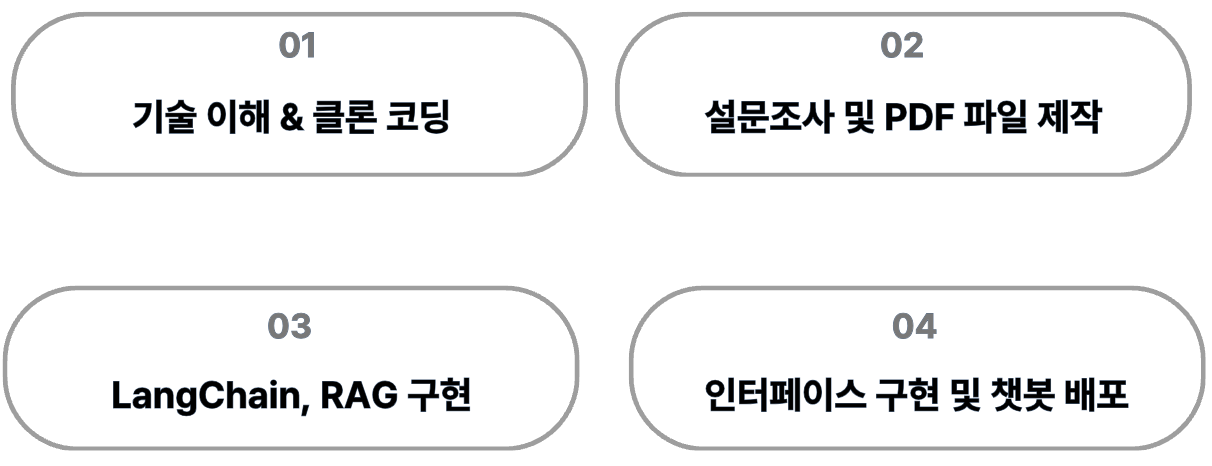 01
기술 이해 & 클론 코딩
02
설문조사 및 PDF 파일 제작
03
LangChain, RAG 구현
04
인터페이스 구현 및 챗봇 배포